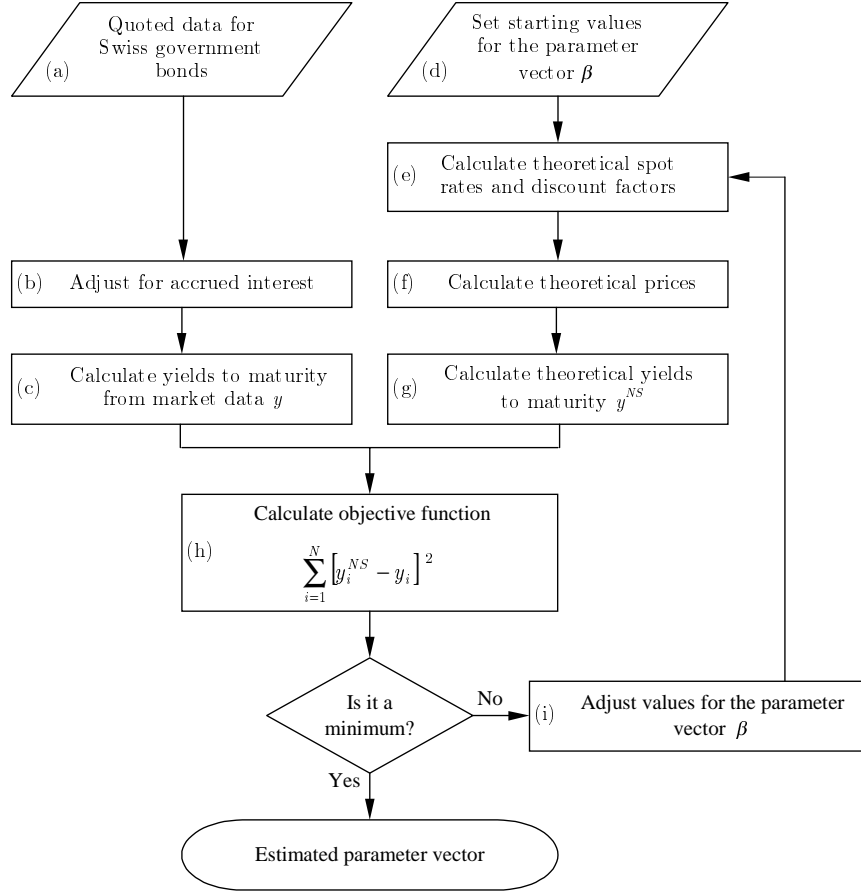 Quoted data for
Swiss government
bonds
(a)
Set starting values
for the parameter
vector β
(d)
Calculate theoretical spot
rates and discount factors
(e)
(b) Adjust for accrued interest
(f) Calculate theoretical prices
Calculate yields to maturity
from market data y
(c)
Calculate theoretical yields
to maturity y^{NS}
(g)
Calculate objective function
(h)
\sum_{i=1}^{N} [y_i^{NS} − y_i]^2
Is it a
minimum?
No
Yes
Adjust values for the parameter
vector β
(i)
Estimated parameter vector